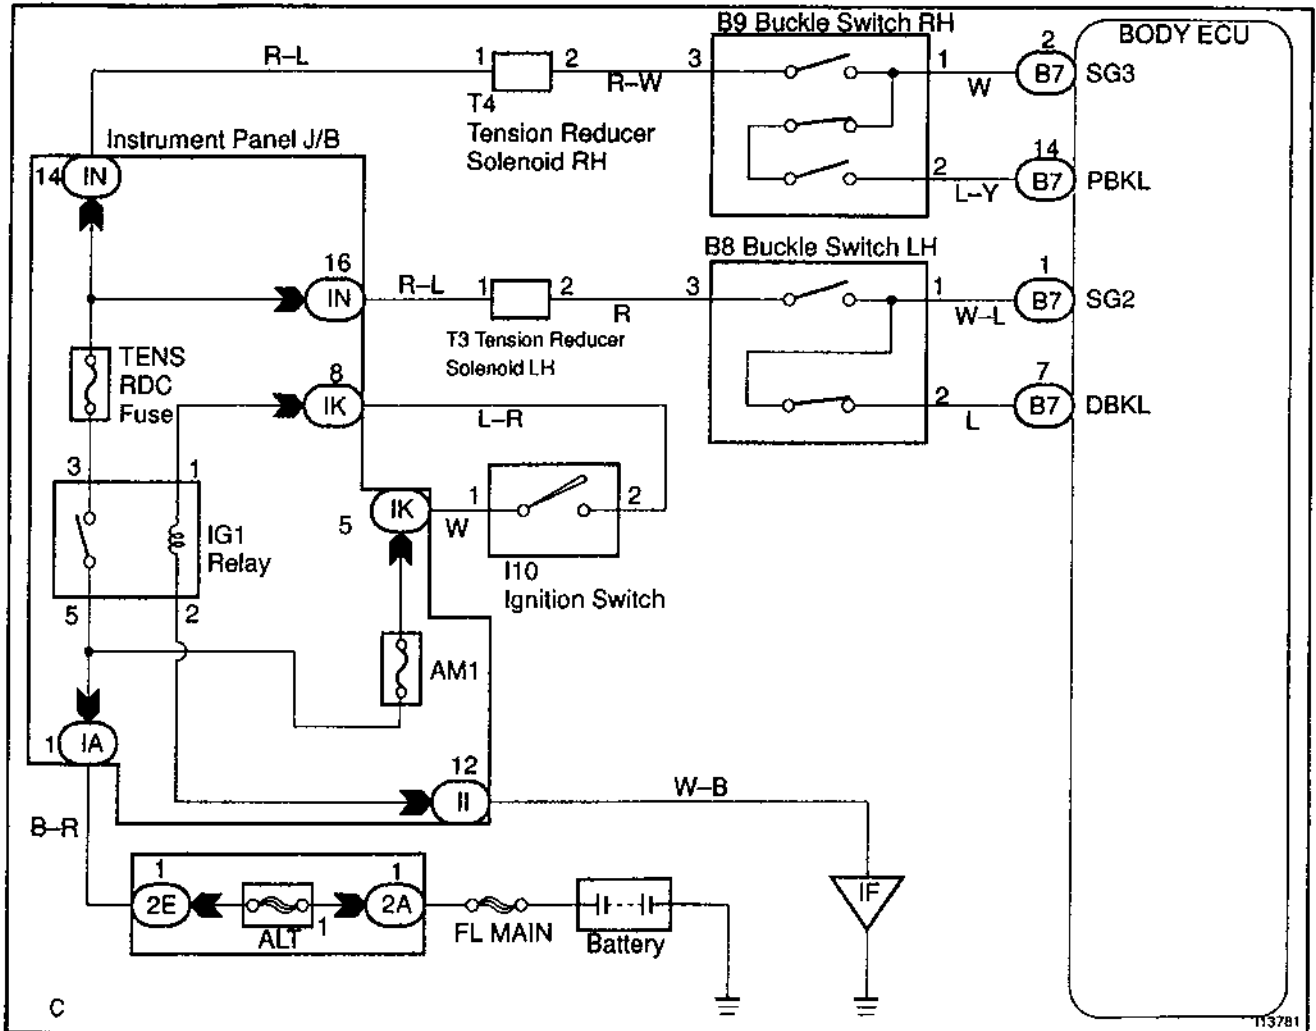 B9 Buckle Switch RH
BODY ECU
R–L
1
2
3
1
2
R–W
W
B7
SG3
T4
Tension Reducer
Solenoid RH
Instrument Panel J/B
14
IN
2
14
L–Y
B7
PBKL
B8 Buckle Switch LH
16
IN
R–L
1
2
R
3
1
W–L
1
B7
SG2
T3 Tension Reducer
Solenoid LH
TENS
RDC
Fuse
8
IK
L–R
2
L
7
B7
DBKL
3
1
IG1
Relay
5
2
5
IK
W
1
2
I10
Ignition Switch
AM1
1
IA
12
II
W–B
B–R
1
2E
ALT
1
1
2A
FL MAIN
Battery
IF
C
I13781